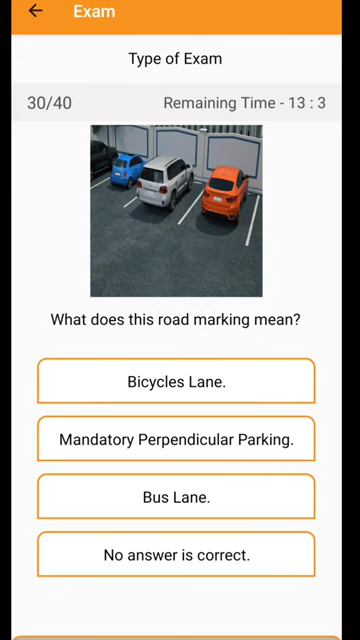 Exam
Type of Exam
30/40
Remaining Time - 13 : 3
What does this road marking mean?
Bicycles Lane.
Mandatory Perpendicular Parking.
Bus Lane.
No answer is correct.